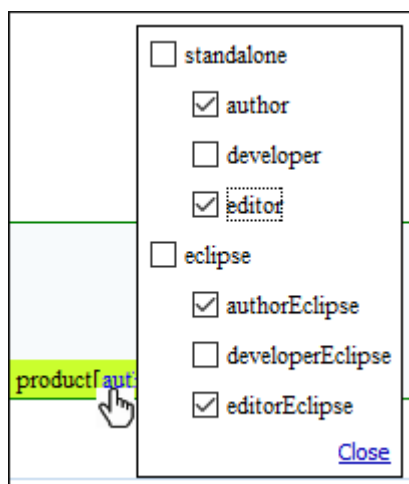 standalone
author
developer
editor
eclipse
authorEclipse
developerEclipse
product[
editorEclipse
Close